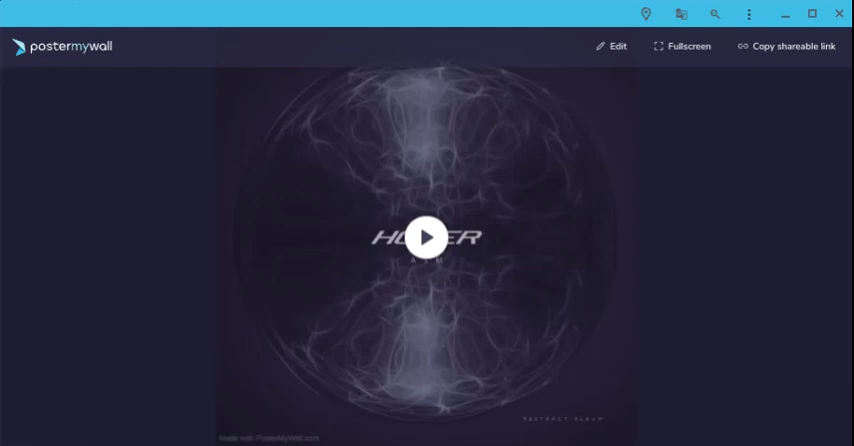 postermywall
Edit
Fullscreen
Copy shareable link
ABSTRACT ALBUM
Made with PosterMyWall.com